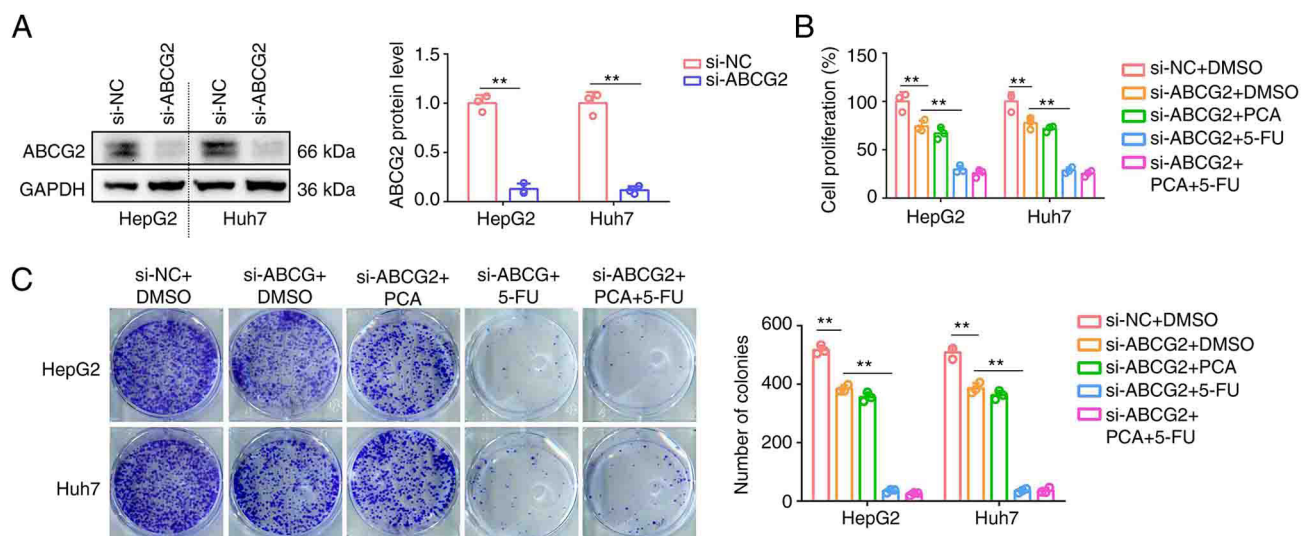 A
si-NC
si-ABCG2
si-NC
si-ABCG2
ABCG2
66 kDa
GAPDH
36 kDa
HepG2
Huh7
ABCG2 protein level
1.5
1.0
0.5
0
**
**
HepG2
Huh7
si-NC
si-ABCG2
B
Cell proliferation (%)
150
100
50
0
**
**
**
**
HepG2
Huh7
si-NC+DMSO
si-ABCG2+DMSO
si-ABCG2+PCA
si-ABCG2+5-FU
si-ABCG2+
PCA+5-FU
C
si-NC+
DMSO
si-ABCG+
DMSO
si-ABCG2+
PCA
si-ABCG+
5-FU
si-ABCG2+
PCA+5-FU
HepG2
Huh7
Number of colonies
600
400
200
0
**
**
**
**
HepG2
Huh7
si-NC+DMSO
si-ABCG2+DMSO
si-ABCG2+PCA
si-ABCG2+5-FU
si-ABCG2+
PCA+5-FU